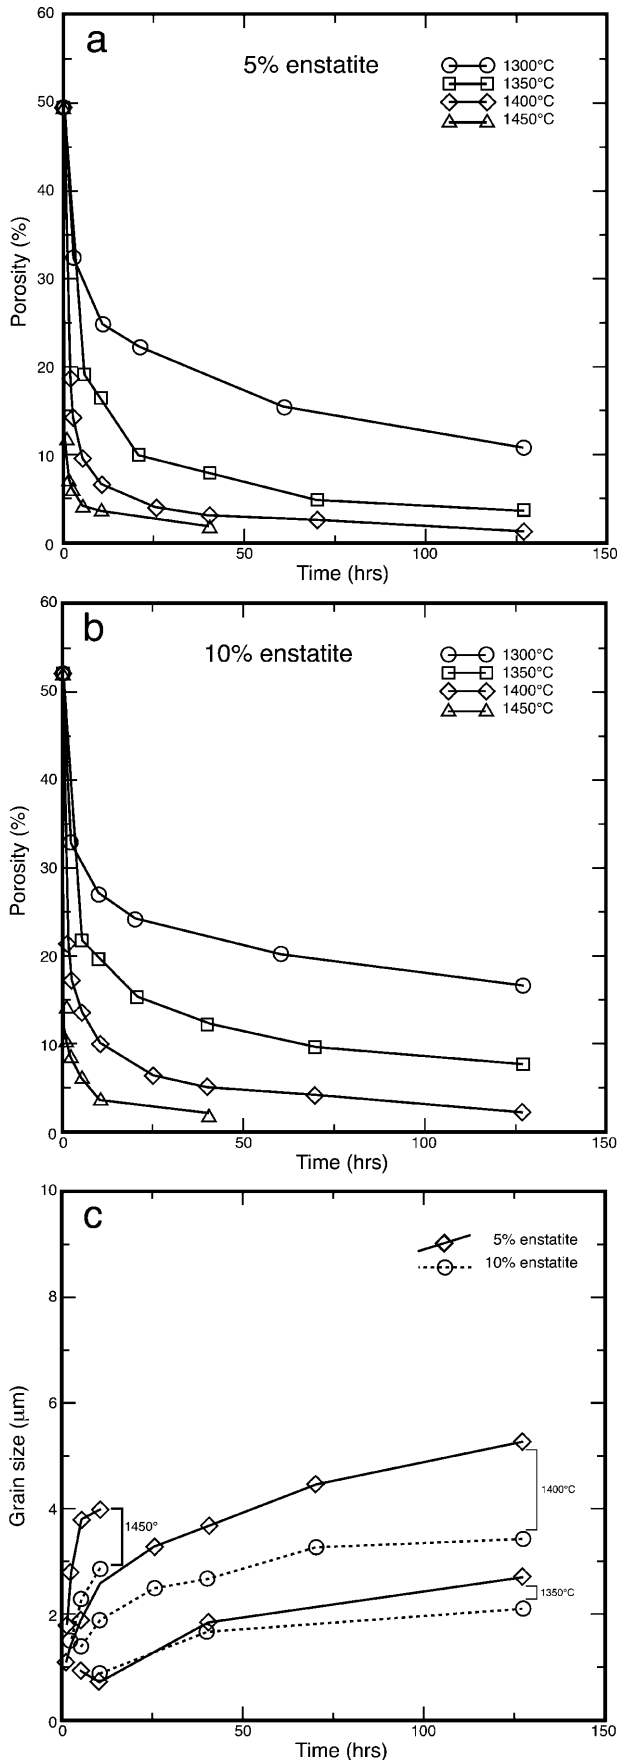 a
5% enstatite
1300°C
1350°C
1400°C
1450°C
60
50
40
30
20
10
0
Porosity (%)
0 50 100 150
Time (hrs)
b
10% enstatite
1300°C
1350°C
1400°C
1450°C
60
50
40
30
20
10
0
Porosity (%)
0 50 100 150
Time (hrs)
c
5% enstatite
10% enstatite
10
8
6
4
2
0
Grain size (μm)
1450°
1400°C
1350°C
0 50 100 150
Time (hrs)